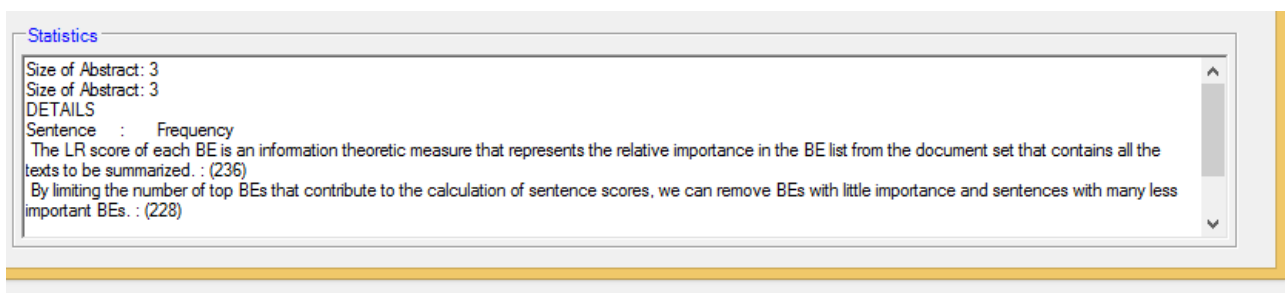 Statistics
Size of Abstract: 3
Size of Abstract: 3
DETAILS
Sentence : Frequency
The LR score of each BE is an information theoretic measure that represents the relative importance in the BE list from the document set that contains all the
texts to be summarized. : (236)
By limiting the number of top BEs that contribute to the calculation of sentence scores, we can remove BEs with little importance and sentences with many less
important BEs. : (228)